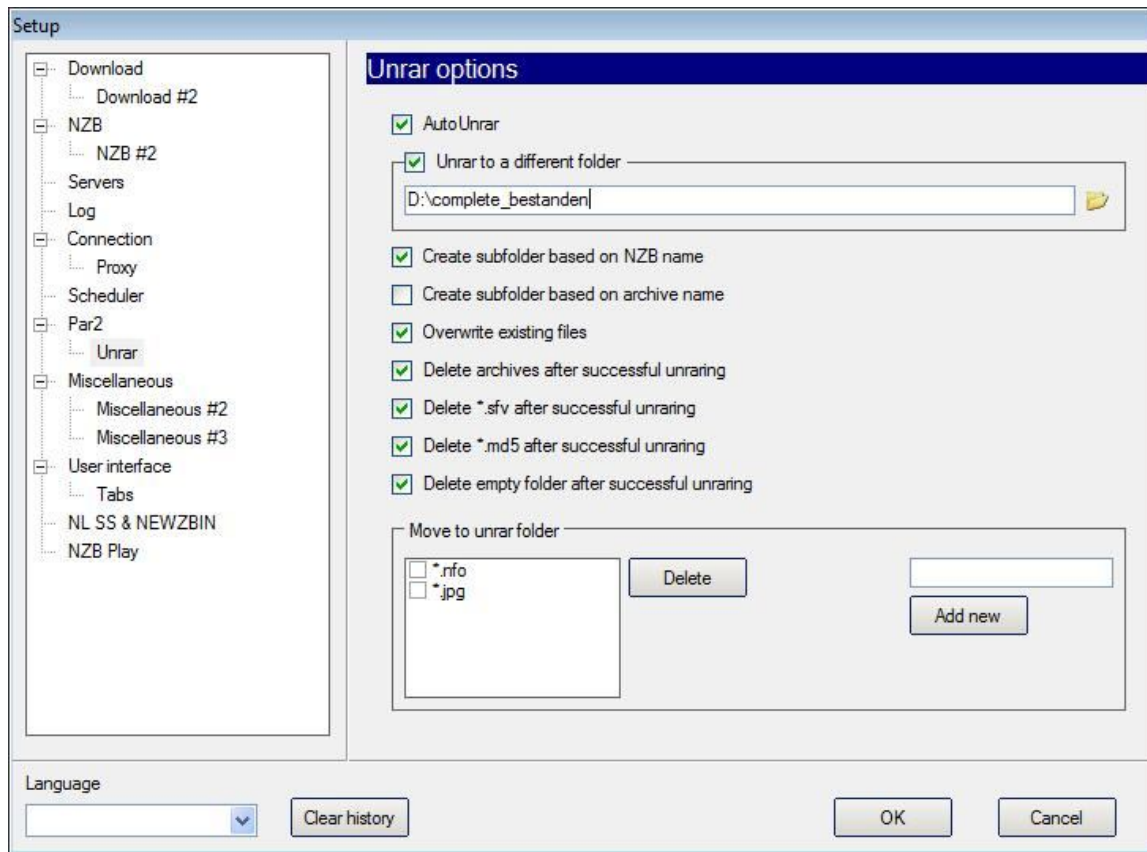 Setup
Download
Download #2
NZB
NZB #2
Servers
Log
Connection
Proxy
Scheduler
Par2
Unrar
Miscellaneous
Miscellaneous #2
Miscellaneous #3
User interface
Tabs
NL SS & NEWZBIN
NZB Play
Unrar options
AutoUnrar
Unrar to a different folder
D:\complete_bestanden
Create subfolder based on NZB name
Create subfolder based on archive name
Overwrite existing files
Delete archives after successful unraring
Delete *.sfv after successful unraring
Delete *.md5 after successful unraring
Delete empty folder after successful unraring
Move to unrar folder
*.nfo
*.jpg
Delete
Add new
Language
Clear history
OK
Cancel